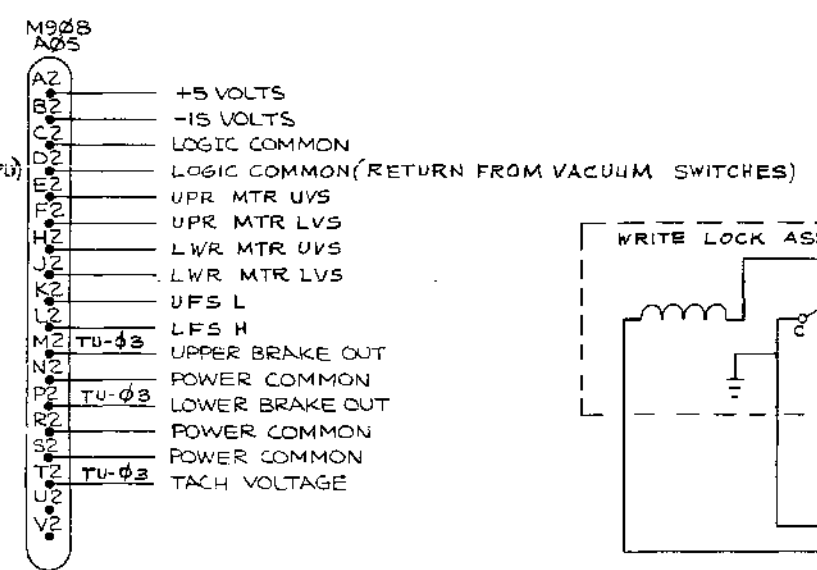 M9Ø8
AØ5
A2 +5 VOLTS
B2 -15 VOLTS
C2 LOGIC COMMON
D2 LOGIC COMMON(RETURN FROM VACUUM SWITCHES)
E2 UPR MTR UVS
F2 UPR MTR LVS
H2 LWR MTR UVS
J2 LWR MTR LVS
K2 UFS L
L2 LFS H
M2 TU-Ø3 UPPER BRAKE OUT
N2 POWER COMMON
P2 TU-Ø3 LOWER BRAKE OUT
R2 POWER COMMON
S2 POWER COMMON
T2 TU-Ø3 TACH VOLTAGE
U2
V2
WRITE LOCK
C